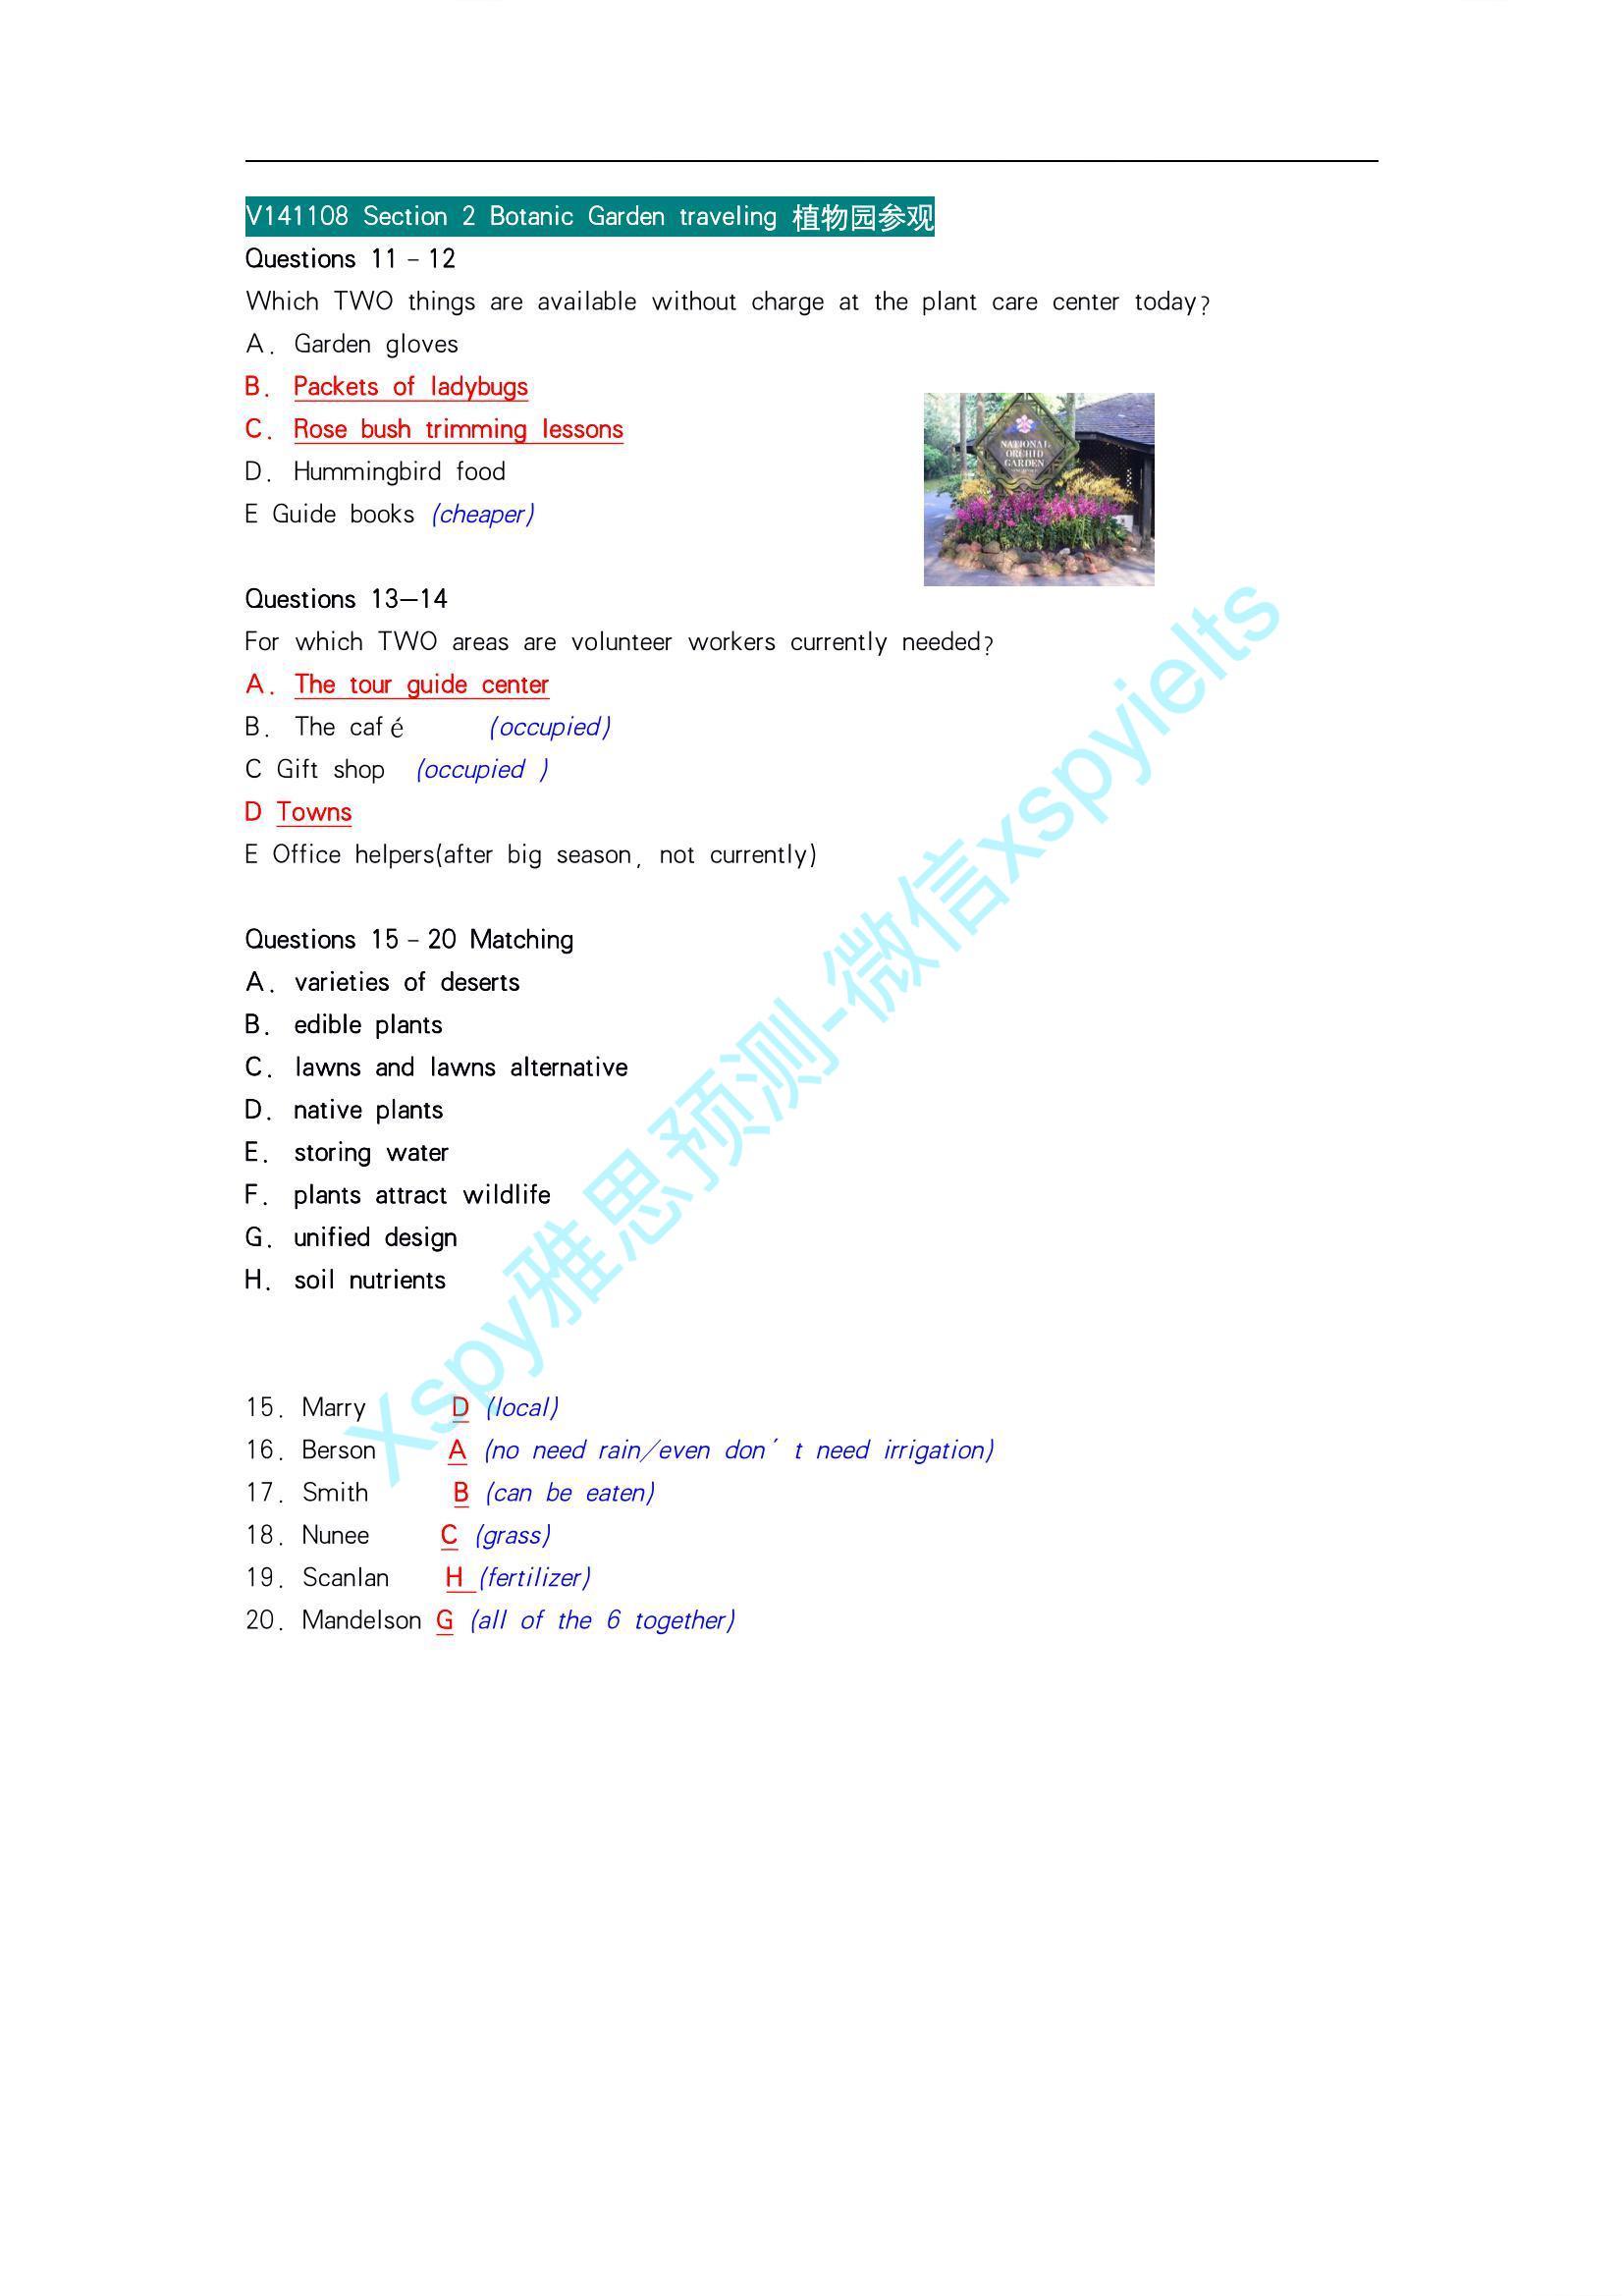 V141108 Section 2 Botanic Garden traveling 植物园参观
Questions 11-12
Which TWO things are available without charge at the plant care center today?
A. Garden gloves
B. Packets of ladybugs
C. Rose bush trimming lessons
D. Hummingbird food
E Guide books (cheaper)
NATIONAL
ORCHID
GARDEN
Questions 13—14
For which TWO areas are volunteer workers currently needed?
A. The tour guide center
B. The café (occupied)
C Gift shop (occupied )
D Towns
E Office helpers(after big season, not currently)
Questions 15-20 Matching
A. varieties of deserts
B. edible plants
C. lawns and lawns alternative
D. native plants
E. storing water
F. plants attract wildlife
G. unified design
H. soil nutrients
15. Marry D (local)
16. Berson A (no need rain/even don't need irrigation)
17. Smith B (can be eaten)
18. Nunee C (grass)
19. Scanlan H (fertilizer)
20. Mandelson G (all of the 6 together)
Xspy雅思预测-微信xspyielts